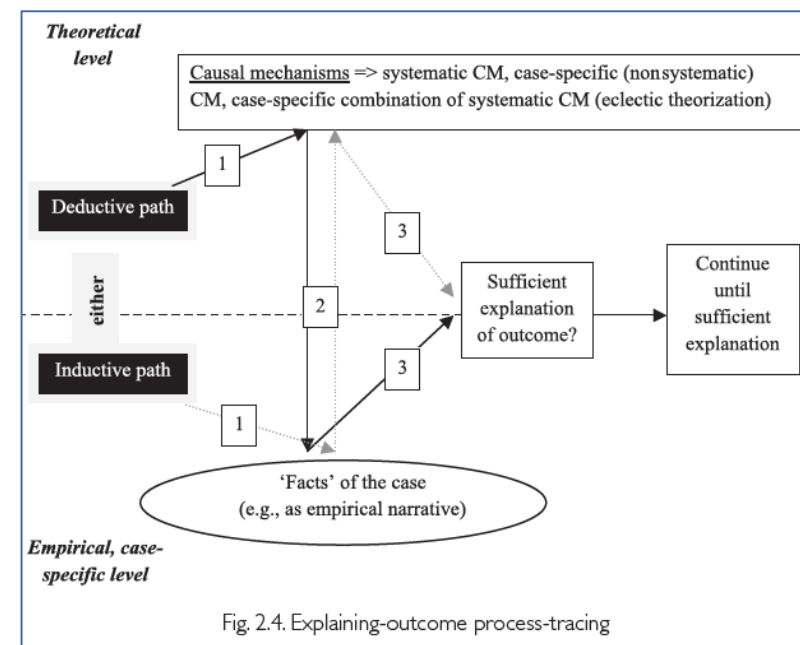 Theoretical
level
Causal mechanisms => systematic CM, case-specific (nonsystematic)
CM, case-specific combination of systematic CM (eclectic theorization)
1
Deductive path
3
either
2
Sufficient
explanation
of outcome?
Continue
until
sufficient
explanation
Inductive path
3
1
‘Facts’ of the case
(e.g., as empirical narrative)
Empirical, case-
specific level
Fig. 2.4. Explaining-outcome process-tracing